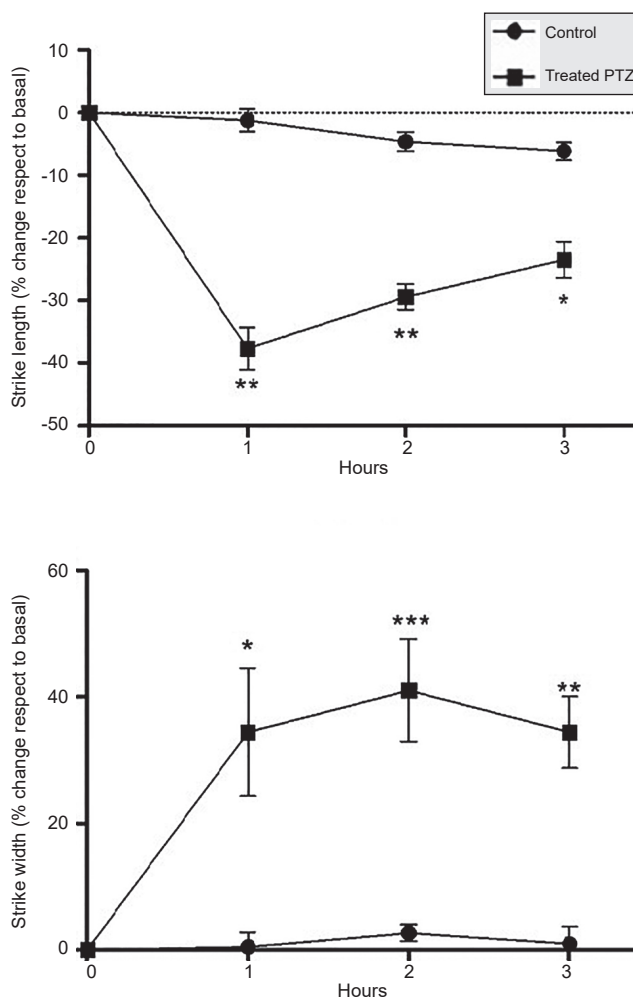 Control
Treated PTZ
Strike length (% change respect to basal)
10
0
-10
-20
-30
-40
-50
**
**
*
0 1 2 3
Hours
Strike width (% change respect to basal)
60
40
20
0
*
***
**
0 1 2 3
Hours